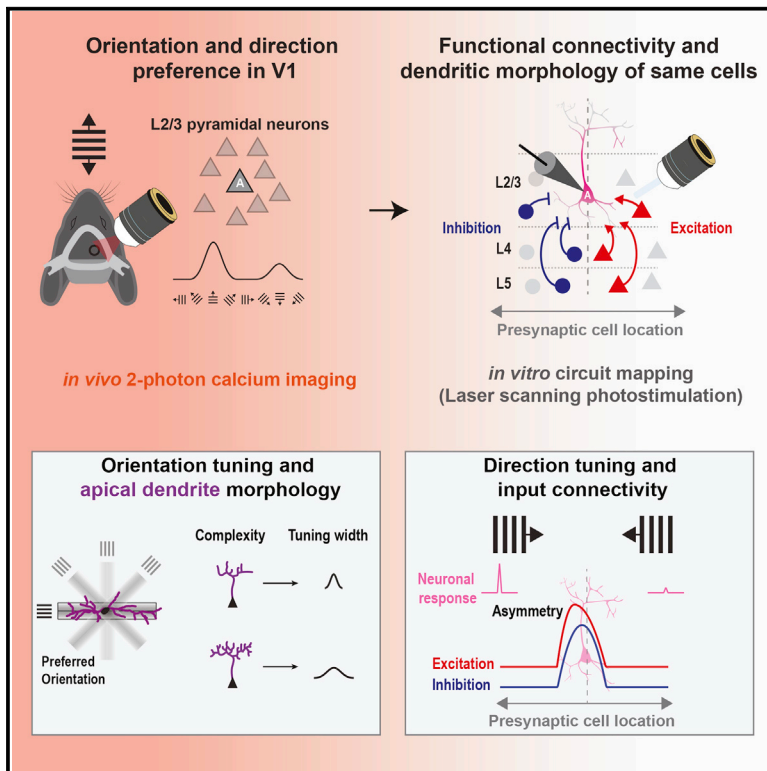 Orientation and direction
preference in V1
L2/3 pyramidal neurons
A
in vivo 2-photon calcium imaging
Functional connectivity and
dendritic morphology of same cells
L2/3
A
Inhibition
Excitation
L4
L5
Presynaptic cell location
in vitro circuit mapping
(Laser scanning photostimulation)
Orientation tuning and
apical dendrite morphology
Complexity
Tuning width
Preferred
Orientation
Direction tuning and
input connectivity
Neuronal
response
Asymmetry
Excitation
Inhibition
Presynaptic cell location